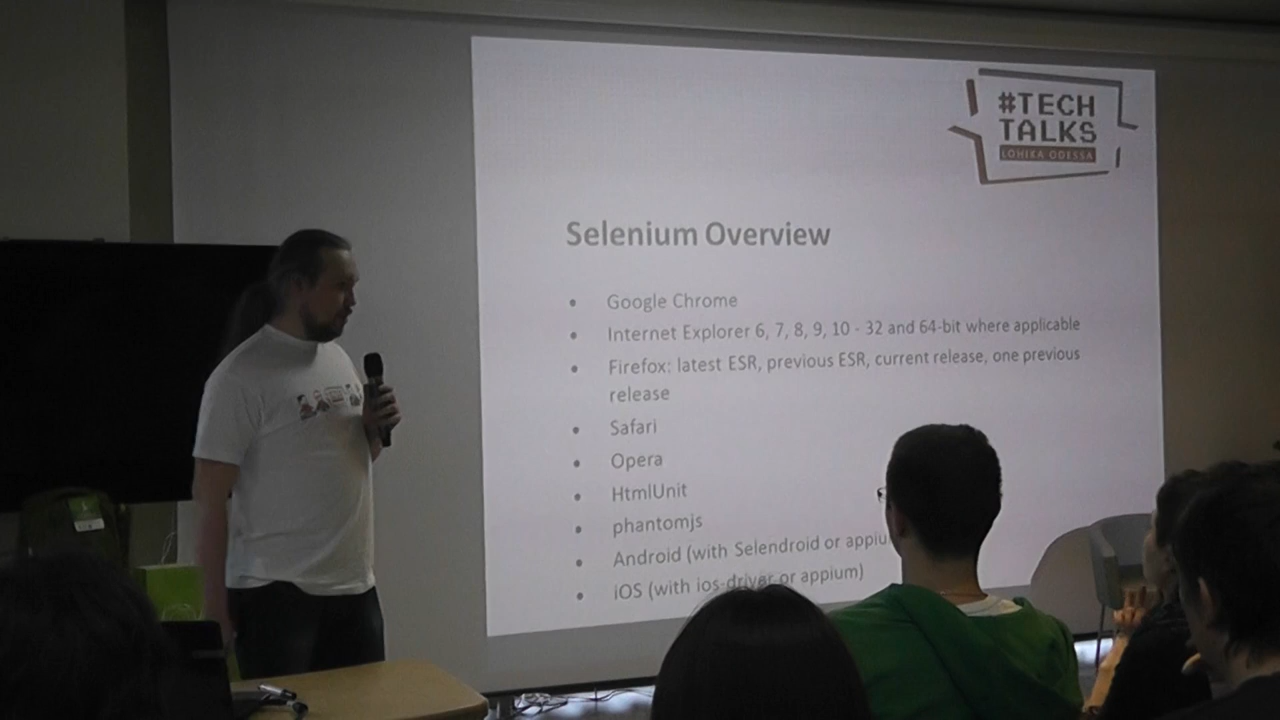 #TECH
TALKS
LOHIKA ODESSA
Selenium Overview
• Google Chrome
• Internet Explorer 6, 7, 8, 9, 10 - 32 and 64-bit where applicable
• Firefox: latest ESR, previous ESR, current release, one previous
release
• Safari
• Opera
• HtmlUnit
• phantomjs
• Android (with Selendroid or appiu
• iOS (with ios-driver or appium)